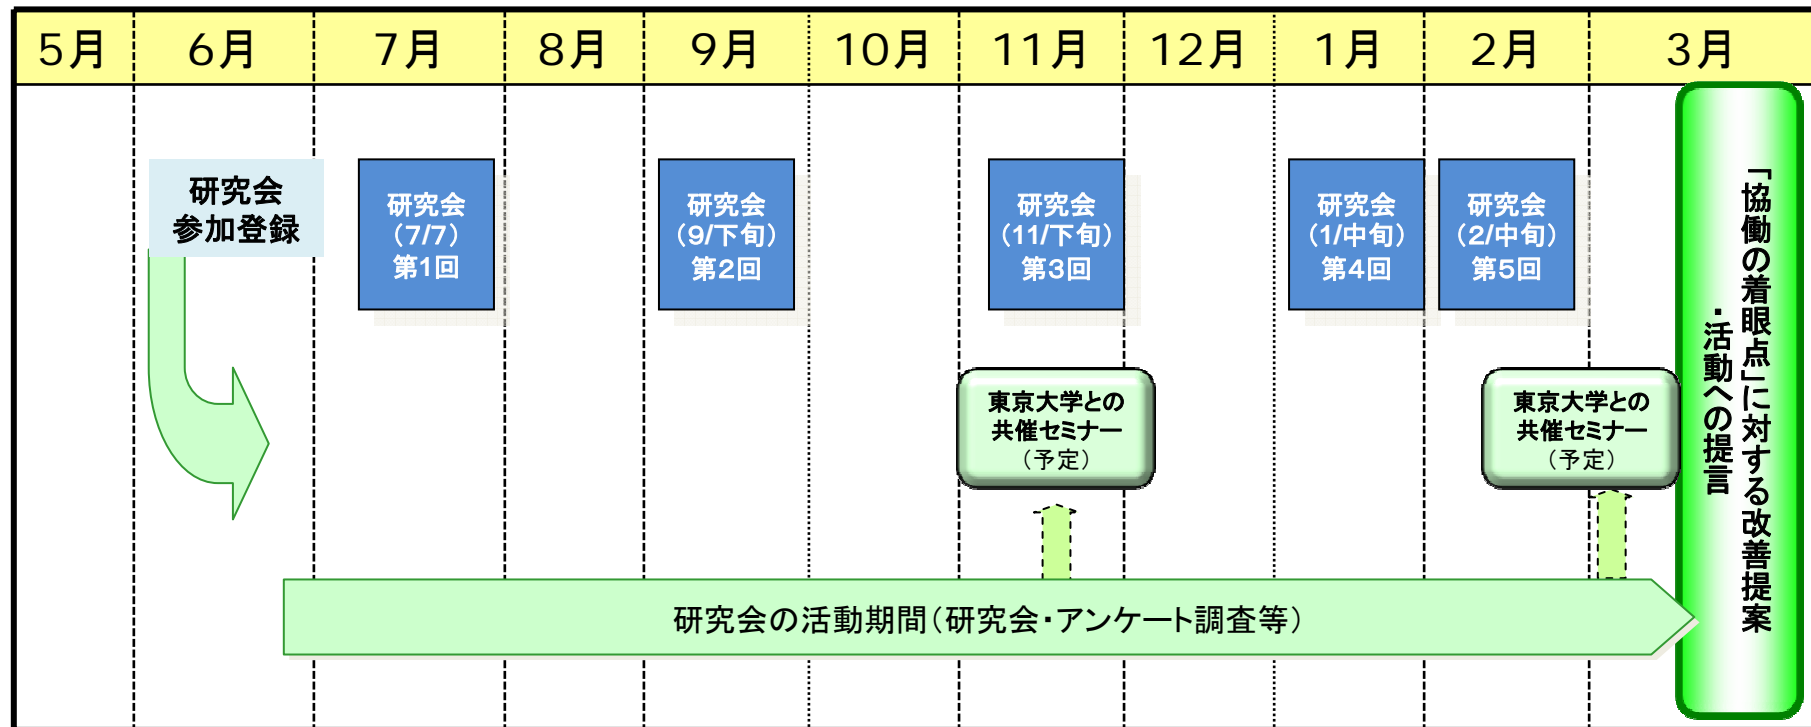 5月 6月 7月 8月 9月 10月 11月 12月 1月 2月 3月
研究会
参加登録
研究会
（7/7）
第1回
研究会
（9/下旬）
第2回
研究会
（11/下旬）
第3回
研究会
（1/中旬）
第4回
研究会
（2/中旬）
第5回
東京大学との
共催セミナー
（予定）
東京大学との
共催セミナー
（予定）
研究会の活動期間（研究会・アンケート調査等）
「協働の着眼点」に対する改善提案
・活動への提言